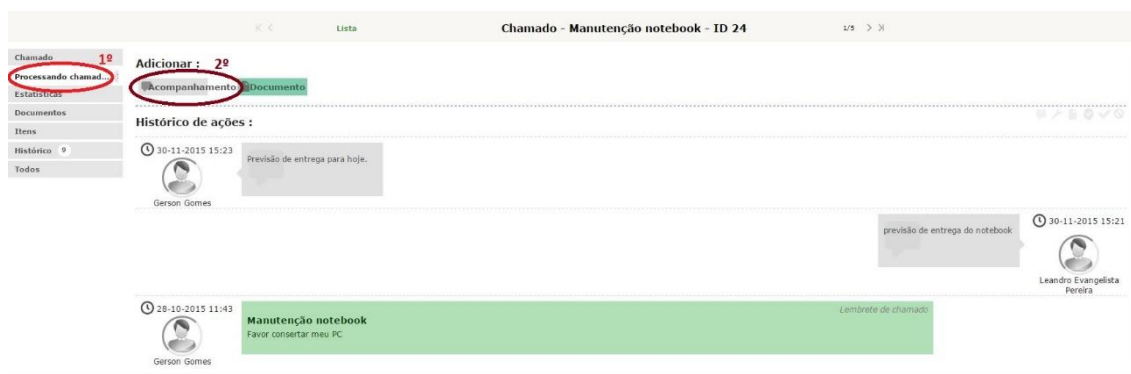 Lista
Chamado - Manutenção notebook - ID 24
1/5
Chamado
1º
Processando chamad...
Estatísticas
Documentos
Itens
Histórico 9
Todos
Adicionar : 2º
Acompanhamento
Documento
Histórico de ações :
30-11-2015 15:23
Previsão de entrega para hoje.
Gerson Gomes
30-11-2015 15:21
previsão de entrega do notebook
Leandro Evangelista
Pereira
28-10-2015 11:43
Lembrete de chamado
Manutenção notebook
Favor consertar meu PC
Gerson Gomes